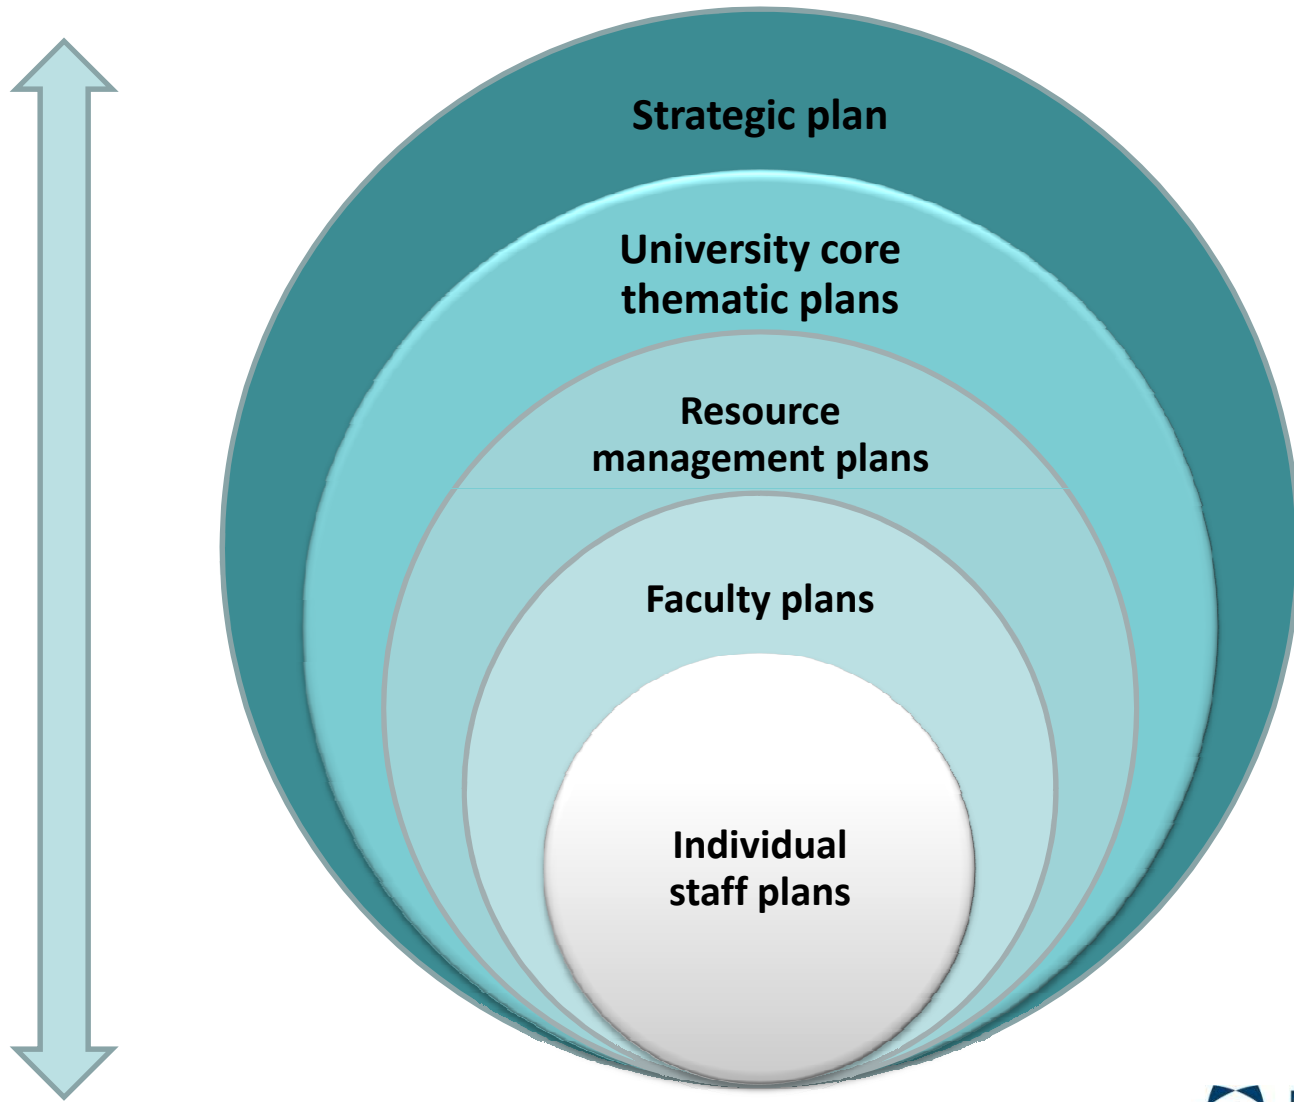 Strategic plan
University core
thematic plans
Resource
management plans
Faculty plans
Individual
staff plans